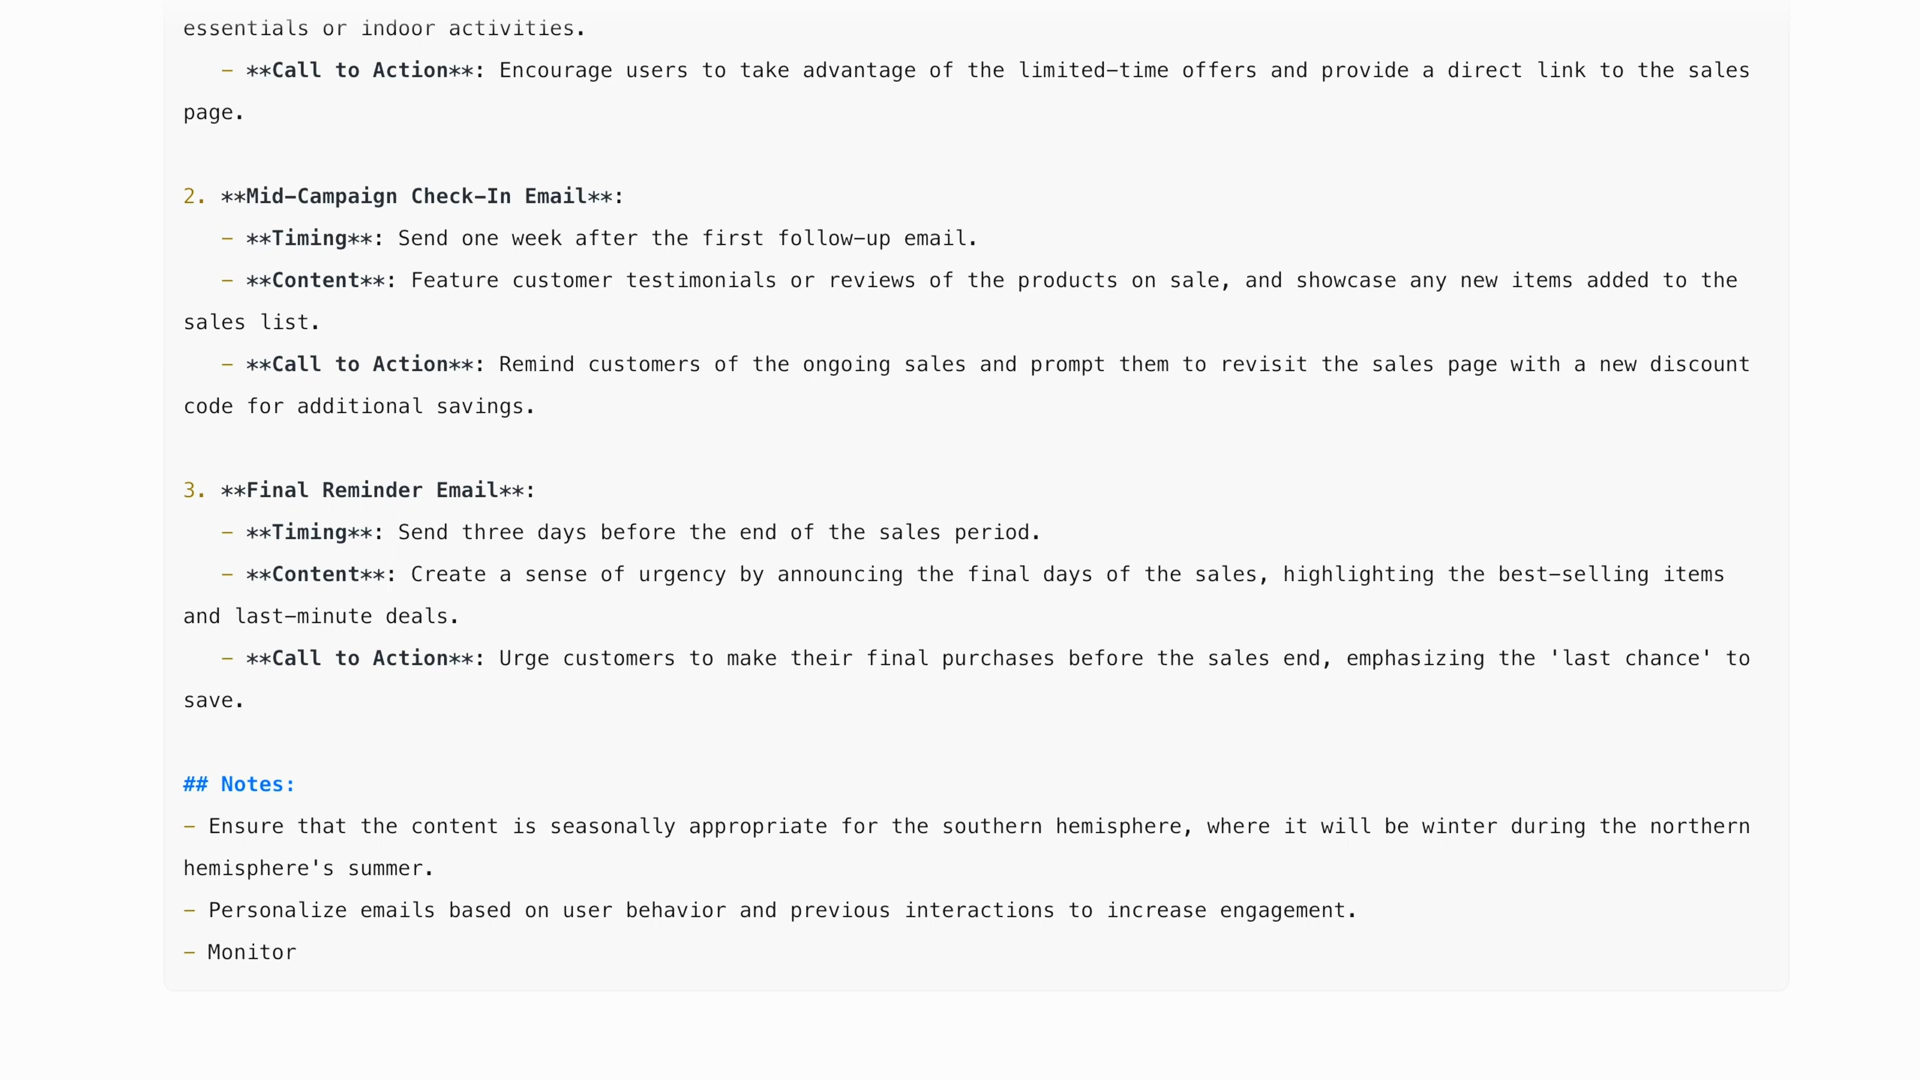 essentials or indoor activities.
- **Call to Action**: Encourage users to take advantage of the limited-time offers and provide a direct link to the sales
page.
2. **Mid-Campaign Check-In Email**:
- **Timing**: Send one week after the first follow-up email.
- **Content**: Feature customer testimonials or reviews of the products on sale, and showcase any new items added to the
sales list.
- **Call to Action**: Remind customers of the ongoing sales and prompt them to revisit the sales page with a new discount
code for additional savings.
3. **Final Reminder Email**:
- **Timing**: Send three days before the end of the sales period.
- **Content**: Create a sense of urgency by announcing the final days of the sales, highlighting the best-selling items
and last-minute deals.
- **Call to Action**: Urge customers to make their final purchases before the sales end, emphasizing the 'last chance' to
save.
## Notes:
- Ensure that the content is seasonally appropriate for the southern hemisphere, where it will be winter during the northern
hemisphere's summer.
- Personalize emails based on user behavior and previous interactions to increase engagement.
- Monitor